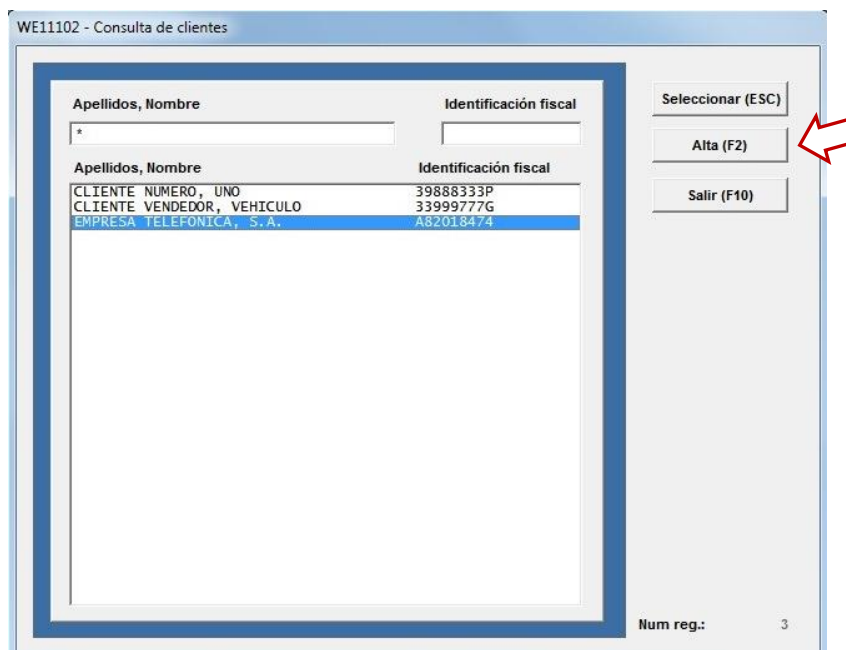 WE11102 - Consulta de clientes
Apellidos, Nombre Identificación fiscal
*
Apellidos, Nombre Identificación fiscal
CLIENTE NUMERO, UNO 39888333P
CLIENTE VENDEDOR, VEHICULO 33999777G
EMPRESA TELEFONICA, S.A. A82018474
Seleccionar (ESC)
Alta (F2)
Salir (F10)
Num reg.: 3